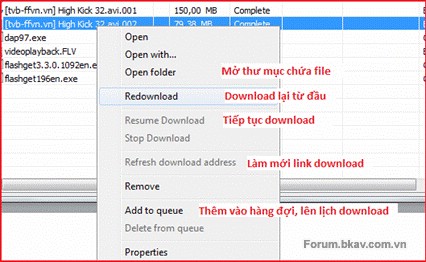 [tvb-ffvn.vn] High Kick 32.avi.001 150,00 MB Complete
[tvb-ffvn.vn] High Kick 32.avi.002 79,38 MB Complete
dap97.exe
videoplayback.FLV
flashget3.3.0.1092en.e
flashget196en.exe
Open
Open with...
Open folder Mở thư mục chứa file
Redownload Download lại từ đầu
Resume Download Tiếp tục download
Stop Download
Refresh download address Làm mới link download
Remove
Add to queue Thêm vào hàng đợi, lên lịch download
Delete from queue
Properties
Forum.bkav.com.vn